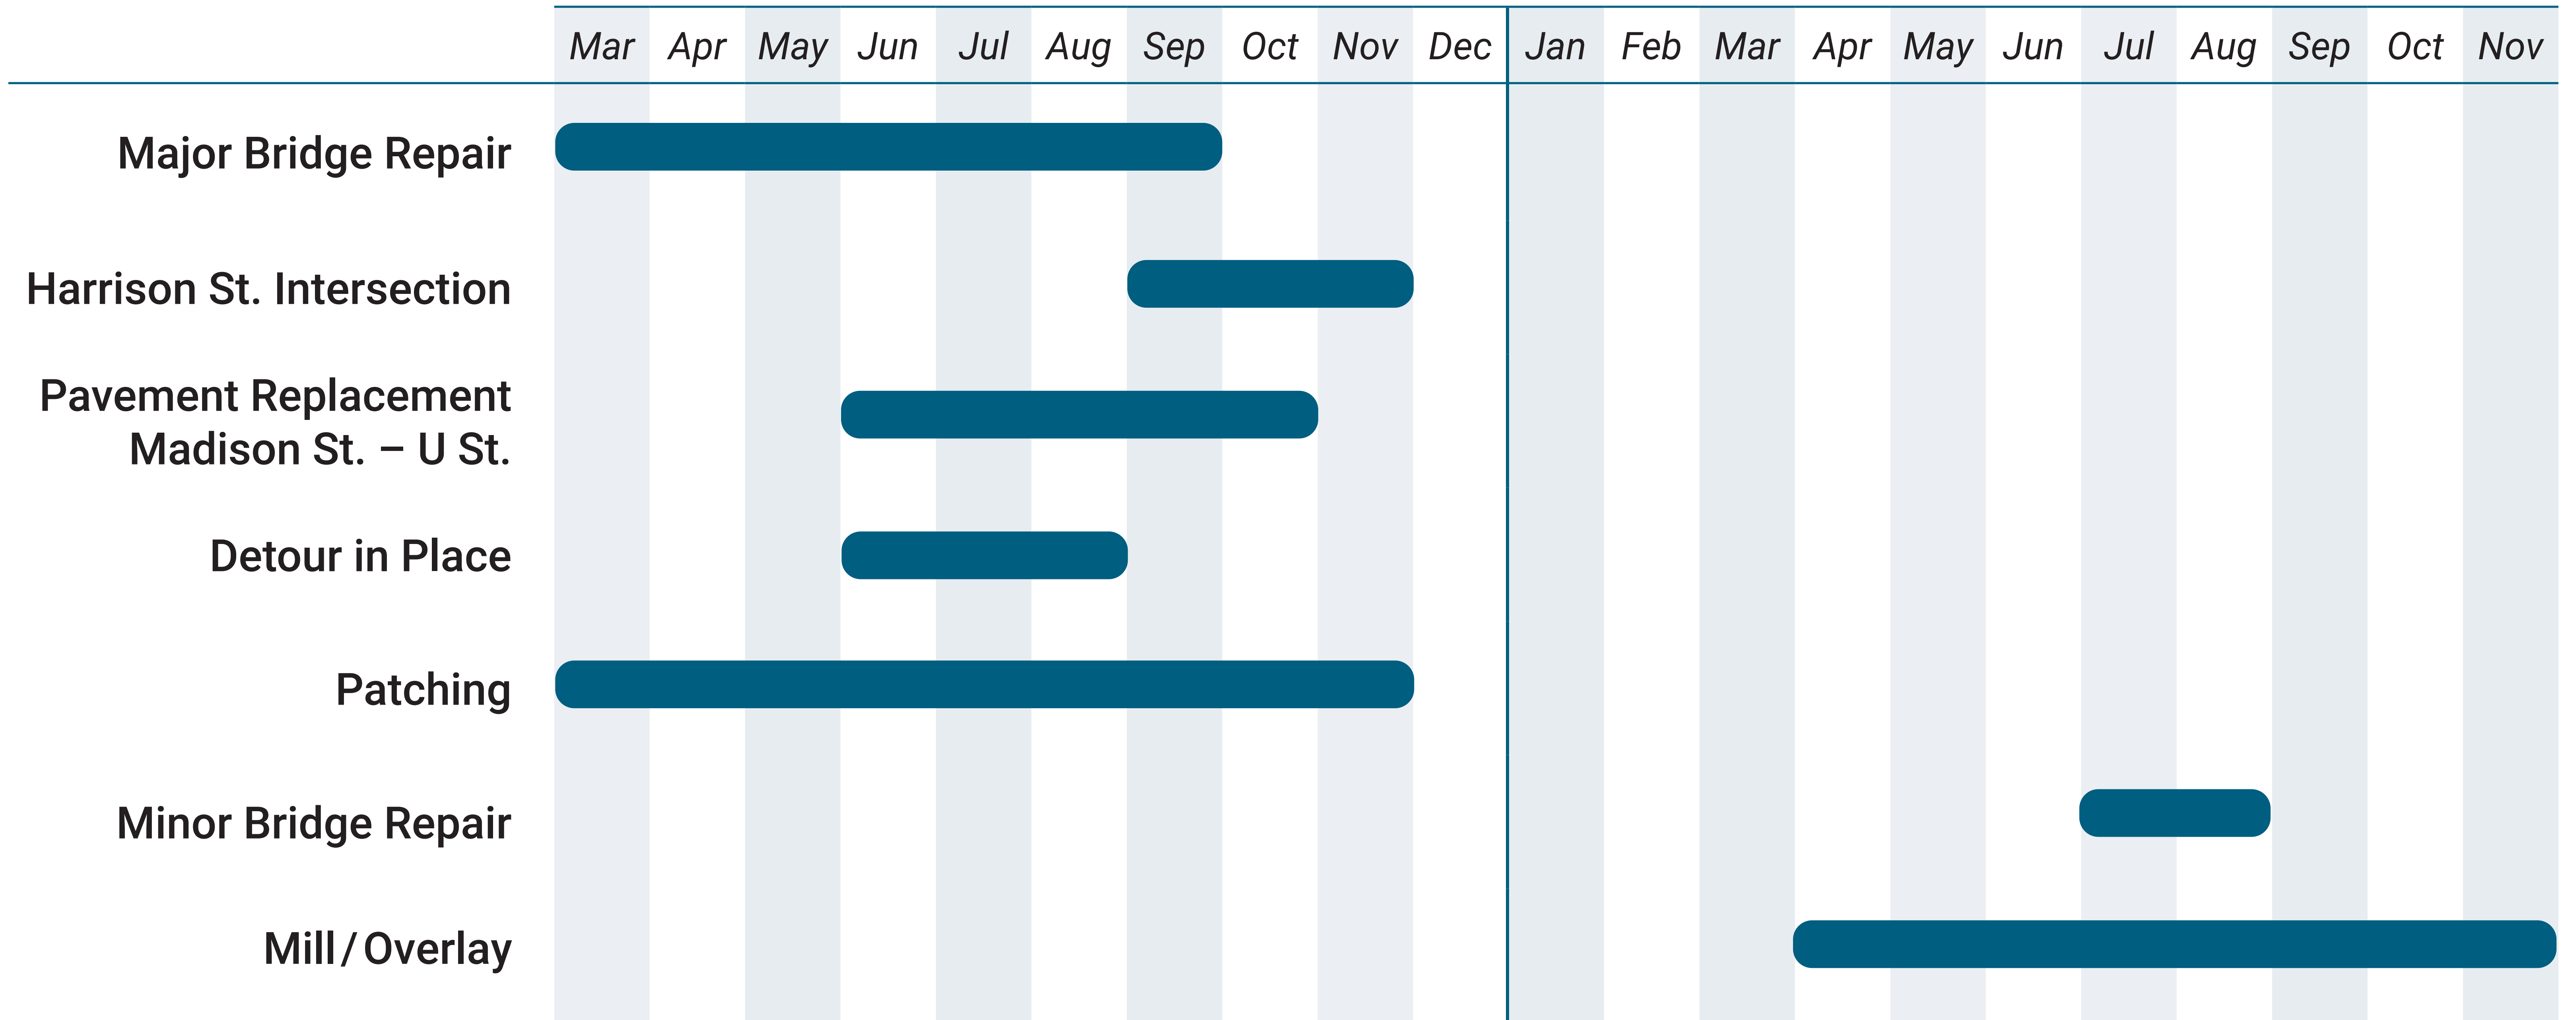 Mar Apr May Jun Jul Aug Sep Oct Nov Dec Jan Feb Mar Apr May Jun Jul Aug Sep Oct Nov
Major Bridge Repair
Harrison St. Intersection
Pavement Replacement
Madison St. – U St.
Detour in Place
Patching
Minor Bridge Repair
Mill / Overlay